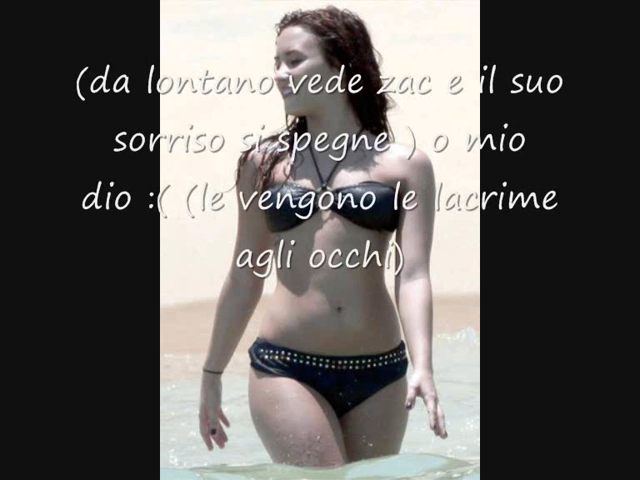 (da lontano vede zac e il suo
sorriso si spegne ) o mio
dio :( (le vengono le lacrime
agli occhi)